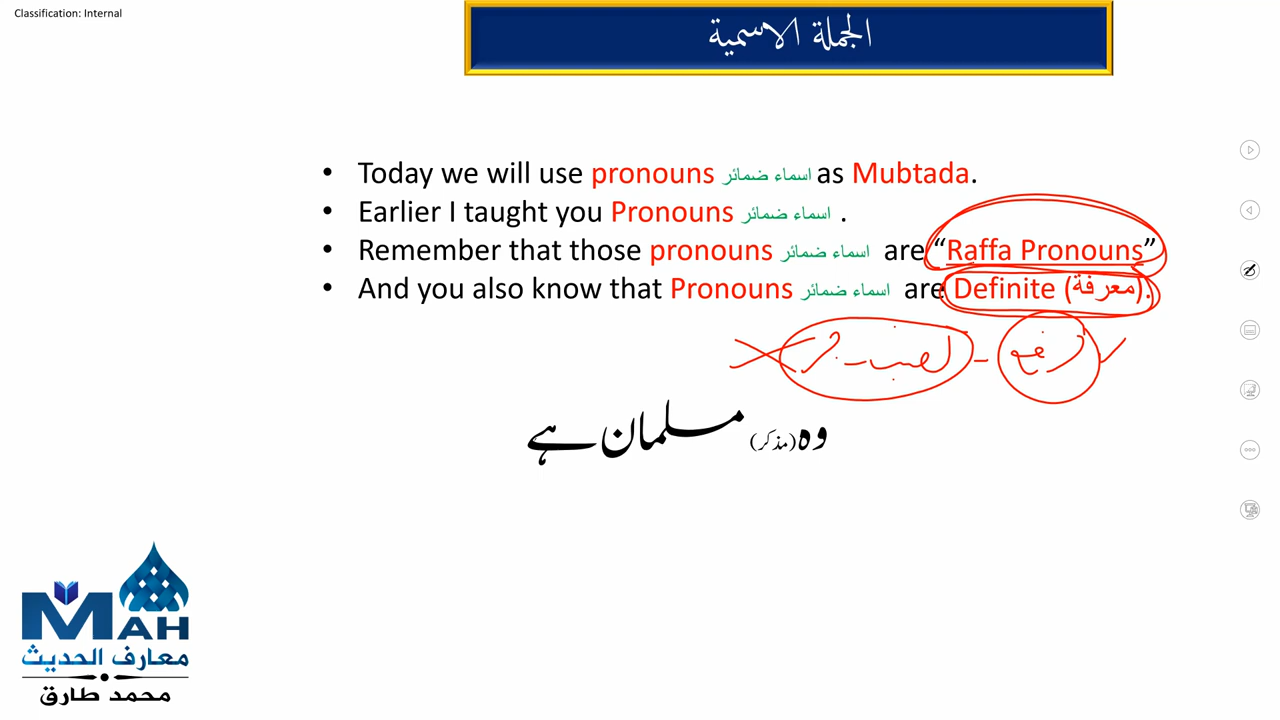 Classification: Internal
الجملة الاسمية
• Today we will use pronouns اسماء ضمائر as Mubtada.
• Earlier I taught you Pronouns اسماء ضمائر .
• Remember that those pronouns اسماء ضمائر are “Raffa Pronouns”
• And you also know that Pronouns اسماء ضمائر are Definite (معرفة).
رفع - نصب - جر
وہ (مذکر) مسلمان ہے
MAH
معارف الحديث
محمد طارق